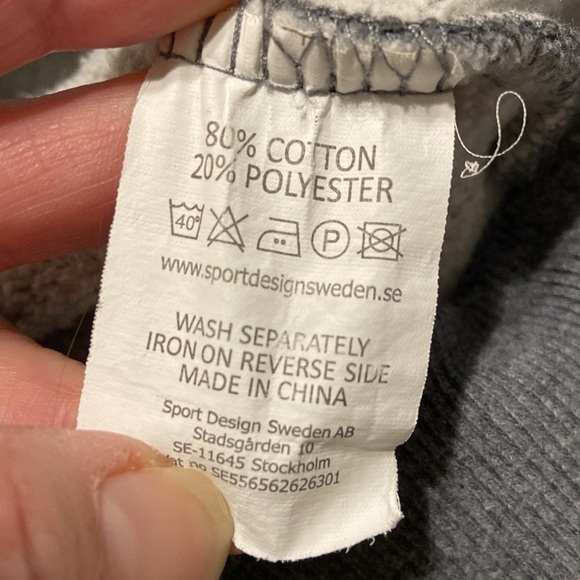 80% COTTON
20% POLYESTER
40°
P
www.sportdesignsweden.se
WASH SEPARATELY
IRON ON REVERSE SIDE
MADE IN CHINA
Sport Design Sweden AB
Stadsgården 10
SE-11645 Stockholm
Vat no SE556562626301